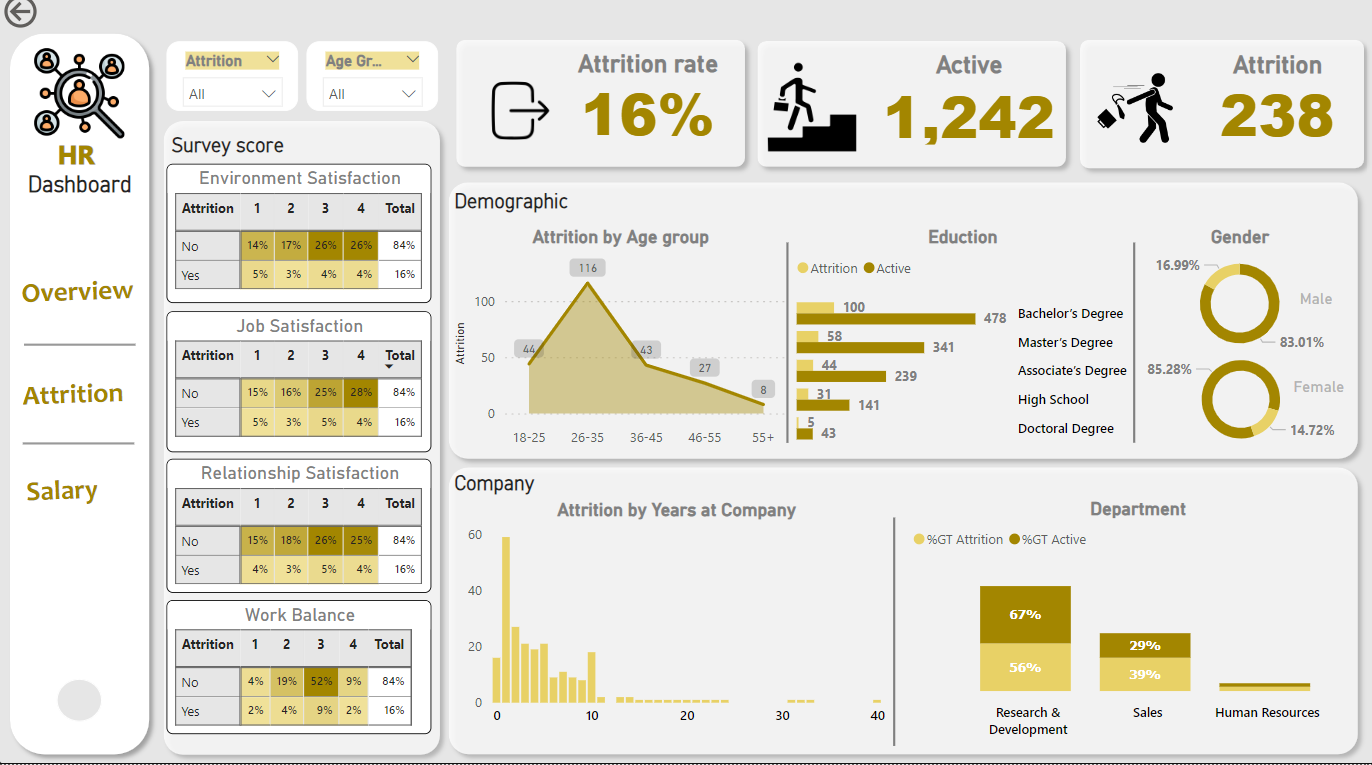 HR
Dashboard
Overview
Attrition
Salary
Attrition
All
Age Gr...
All
Attrition rate
16%
Active
1,242
Attrition
238
Survey score
Environment Satisfaction
Attrition 1 2 3 4 Total
No 14% 17% 26% 26% 84%
Yes 5% 3% 4% 4% 16%
Job Satisfaction
Attrition 1 2 3 4 Total
No 15% 16% 25% 28% 84%
Yes 5% 3% 5% 4% 16%
Relationship Satisfaction
Attrition 1 2 3 4 Total
No 15% 18% 26% 25% 84%
Yes 4% 3% 5% 4% 16%
Work Balance
Attrition 1 2 3 4 Total
No 4% 19% 52% 9% 84%
Yes 2% 4% 9% 2% 16%
Demographic
Attrition by Age group
Attrition
100
50
0
44
116
43
27
8
18-25 26-35 36-45 46-55 55+
Eduction
Attrition Active
100
478 Bachelor's Degree
58
341 Master's Degree
44
239 Associate's Degree
31
141 High School
5
43 Doctoral Degree
Gender
16.99%
Male
83.01%
85.28%
Female
14.72%
Company
Attrition by Years at Company
60
40
20
0
0 10 20 30 40
Department
%GT Attrition %GT Active
67%
56%
29%
39%
Research &
Development
Sales
Human Resources